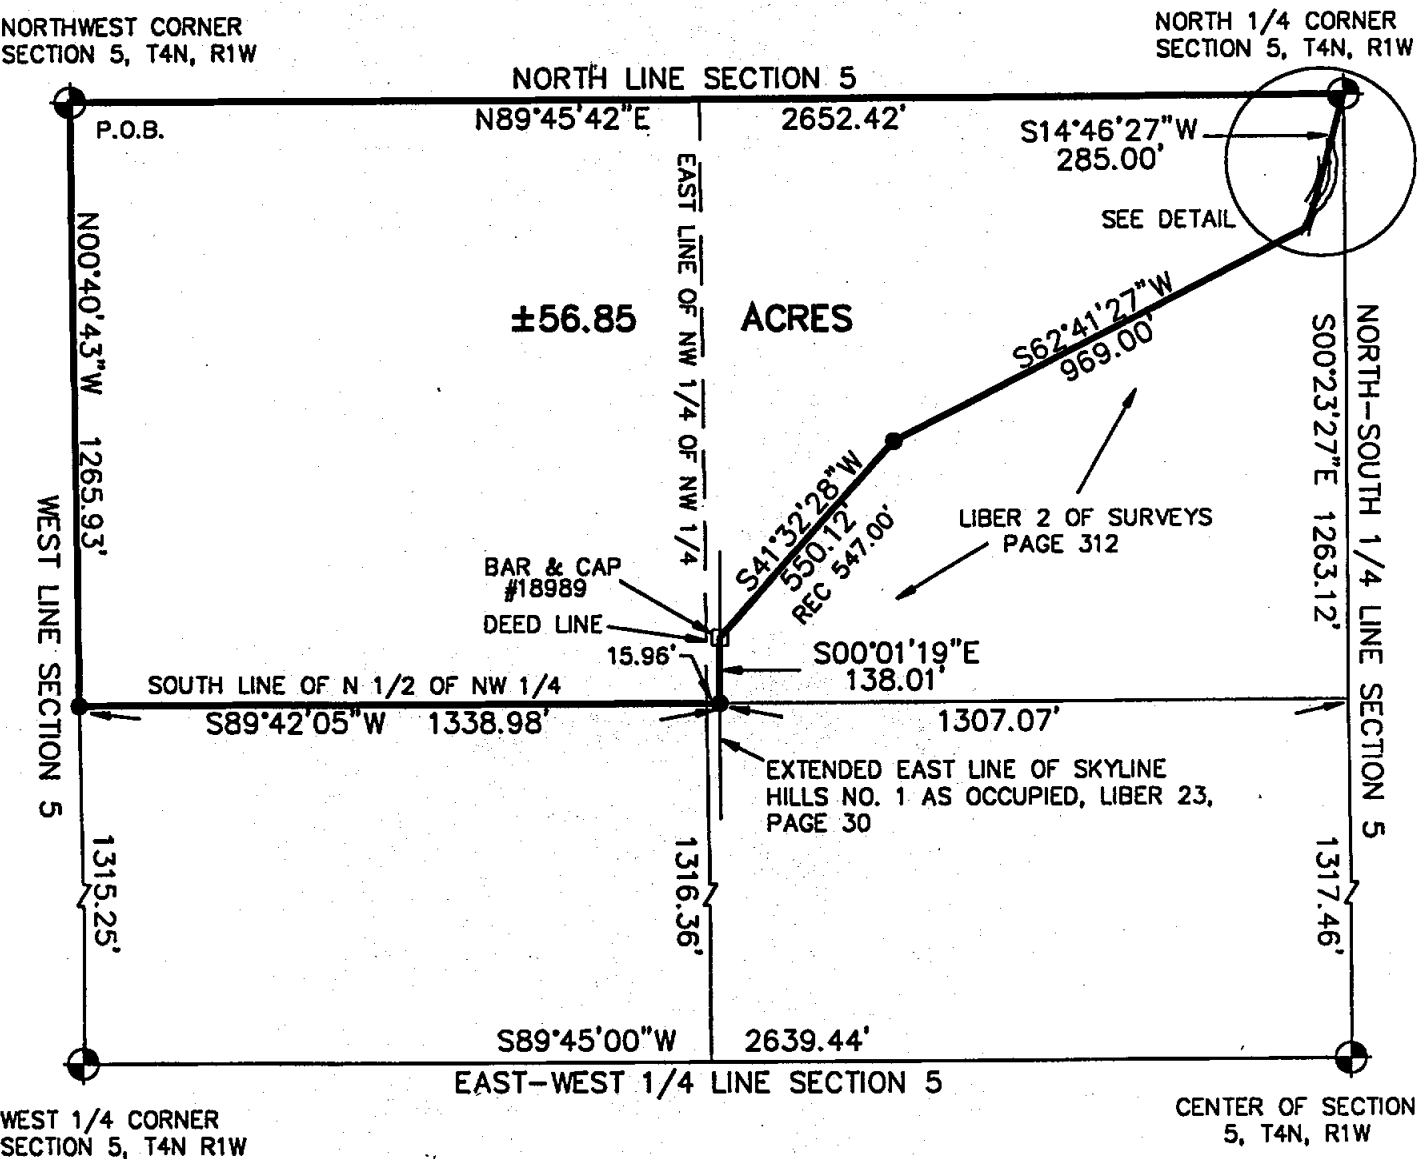 NORTHWEST CORNER
SECTION 5, T4N, R1W
NORTH 1/4 CORNER
SECTION 5, T4N, R1W
NORTH LINE SECTION 5
P.O.B.
N89°45'42"E 2652.42'
S14°46'27"W
285.00'
SEE DETAIL
EAST LINE OF NW 1/4 OF NW 1/4
N00°40'43"W 1265.93'
WEST LINE SECTION 5
±56.85 ACRES
S62°41'27"W
969.00'
NORTH-SOUTH 1/4 LINE SECTION 5
S00°23'27"E 1263.12'
S41°32'28"W
550.12'
REC 547.00'
LIBER 2 OF SURVEYS
PAGE 312
BAR & CAP
#18989
DEED LINE
15.96'
S00°01'19"E
138.01'
SOUTH LINE OF N 1/2 OF NW 1/4
S89°42'05"W 1338.98'
1307.07'
EXTENDED EAST LINE OF SKYLINE
HILLS NO. 1 AS OCCUPIED, LIBER 23,
PAGE 30
1315.25'
1316.36'
1317.46'
S89°45'00"W 2639.44'
EAST-WEST 1/4 LINE SECTION 5
WEST 1/4 CORNER
SECTION 5, T4N R1W
CENTER OF SECTION
5, T4N, R1W